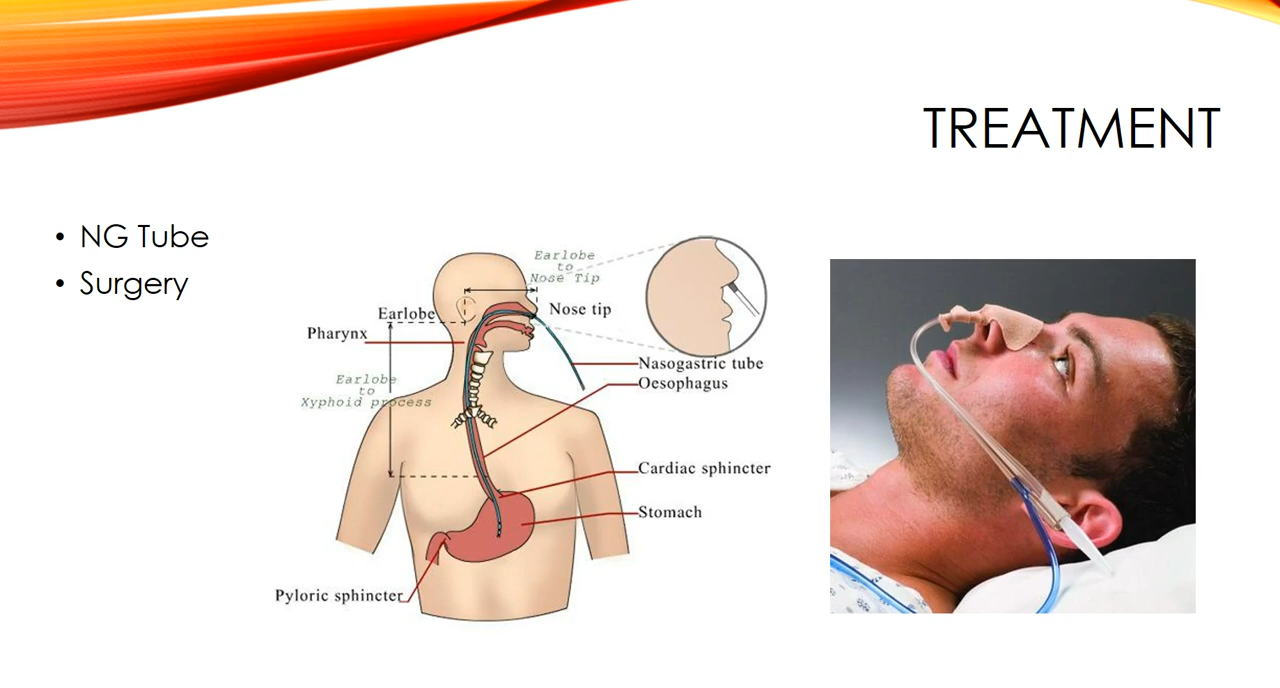 TREATMENT
• NG Tube
• Surgery
Earlobe
to
Nose Tip
Earlobe
Nose tip
Pharynx
Nasogastric tube
Earlobe
to
Xyphoid process
Oesophagus
Cardiac sphincter
Stomach
Pyloric sphincter